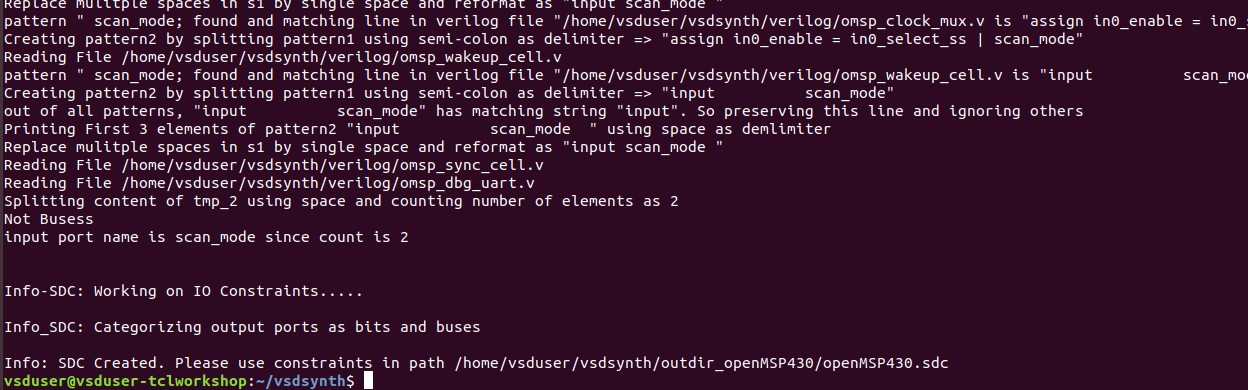 Replace mulitple spaces in s1 by single space and reformat as "input scan_mode "
pattern " scan_mode; found and matching line in verilog file "/home/vsduser/vsdsynth/verilog/omsp_clock_mux.v is "assign in0_enable = in0_s
Creating pattern2 by splitting pattern1 using semi-colon as delimiter => "assign in0_enable = in0_select_ss | scan_mode"
Reading File /home/vsduser/vsdsynth/verilog/omsp_wakeup_cell.v
pattern " scan_mode; found and matching line in verilog file "/home/vsduser/vsdsynth/verilog/omsp_wakeup_cell.v is "input          scan_mo
Creating pattern2 by splitting pattern1 using semi-colon as delimiter => "input          scan_mode"
out of all patterns, "input          scan_mode" has matching string "input". So preserving this line and ignoring others
Printing First 3 elements of pattern2 "input          scan_mode  " using space as demlimiter
Replace mulitple spaces in s1 by single space and reformat as "input scan_mode "
Reading File /home/vsduser/vsdsynth/verilog/omsp_sync_cell.v
Reading File /home/vsduser/vsdsynth/verilog/omsp_dbg_uart.v
Splitting content of tmp_2 using space and counting number of elements as 2
Not Busess
input port name is scan_mode since count is 2
Info-SDC: Working on IO Constraints.....
Info_SDC: Categorizing output ports as bits and buses
Info: SDC Created. Please use constraints in path /home/vsduser/vsdsynth/outdir_openMSP430/openMSP430.sdc
vsduser@vsduser-tclworkshop:~/vsdsynth$